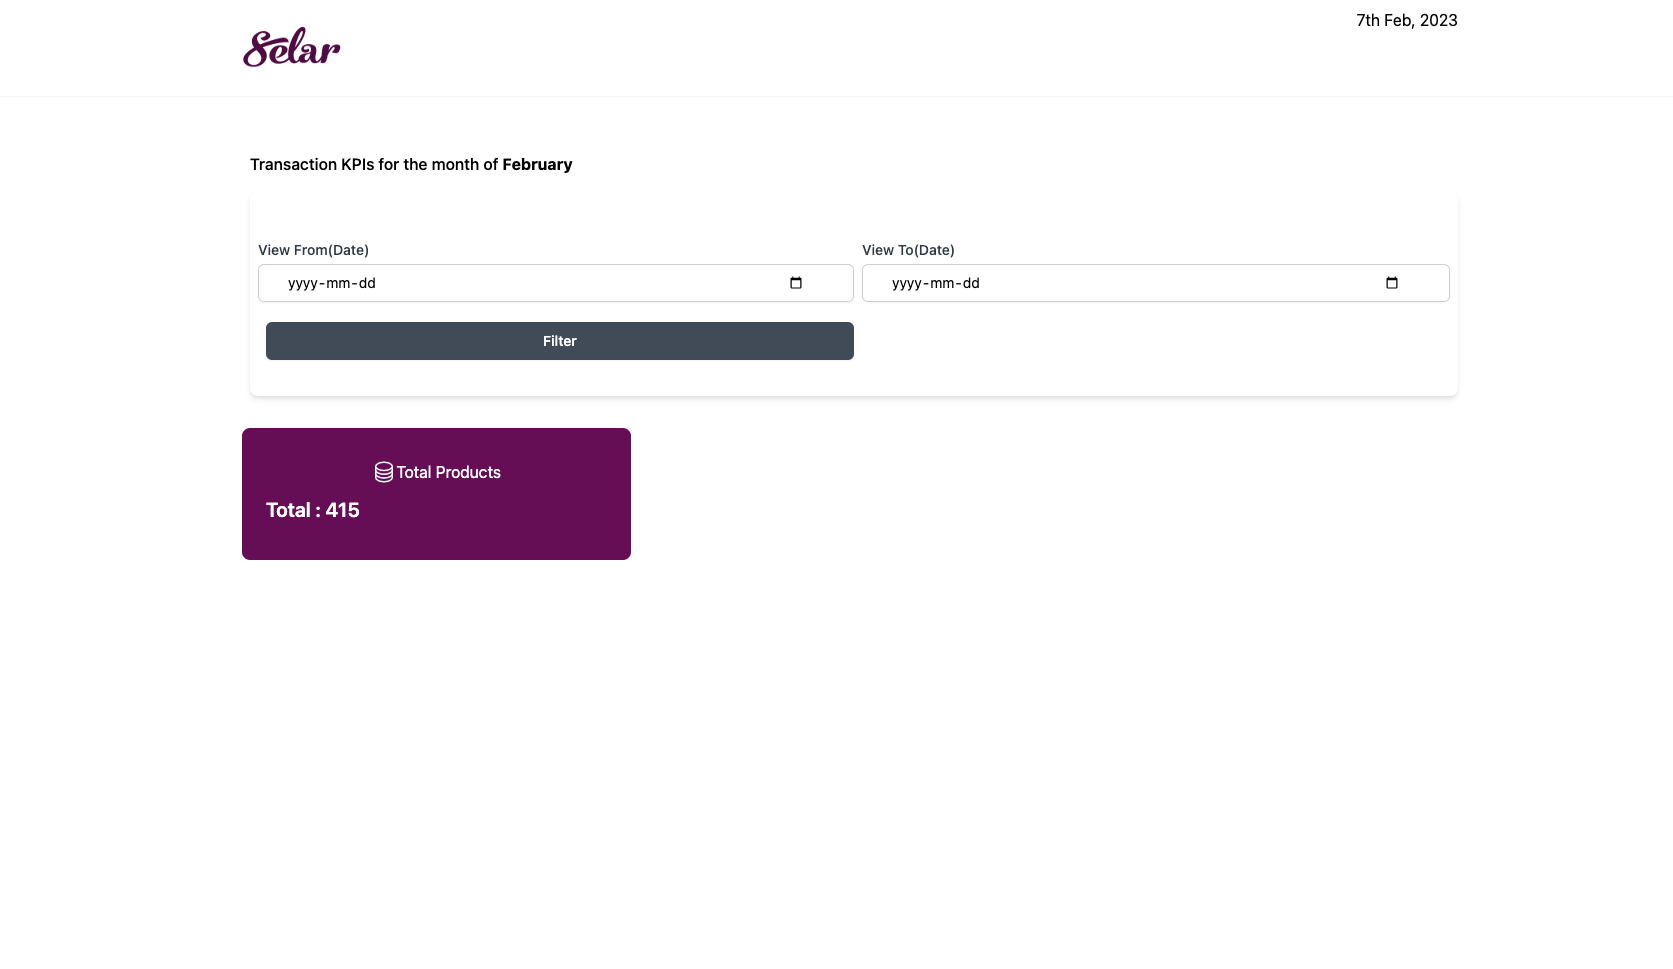 Selar
7th Feb, 2023
Transaction KPIs for the month of February
View From(Date)
View To(Date)
yyyy-mm-dd
yyyy-mm-dd
Filter
Total Products
Total : 415